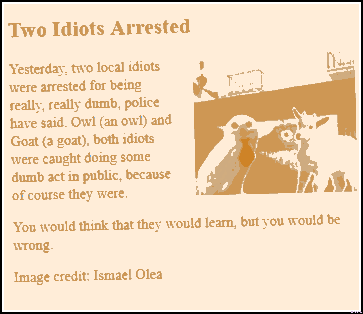 Two Idiots Arrested
Yesterday, two local idiots
were arrested for being
really, really dumb, police
have said. Owl (an owl) and
Goat (a goat), both idiots
were caught doing some
dumb act in public, because
of course they were.
You would think that they would learn, but you would be
wrong.
Image credit: Ismael Olea